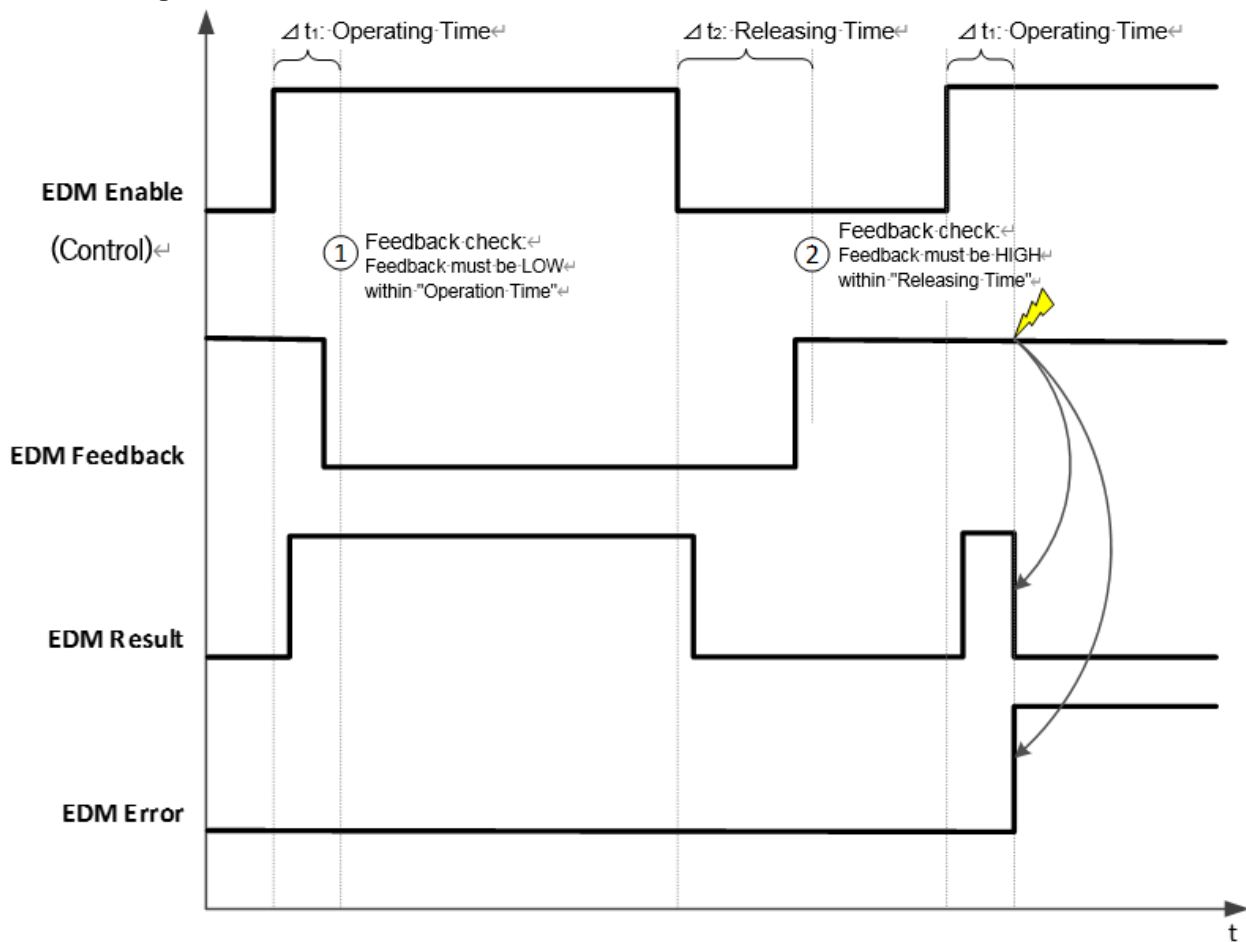 ⊿ t₁: Operating Time↵
⊿ t₂: Releasing Time↵
⊿ t₁: Operating Time↵
EDM Enable
(Control)↵
① Feedback check:↵
Feedback must be LOW↵
within "Operation Time"↵
② Feedback check:↵
Feedback must be HIGH↵
within "Releasing Time"↵
EDM Feedback
EDM Result
EDM Error
t